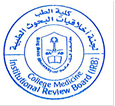 كلية الطب
لجنة أخلاقيات البحوث الطبية
College Medicine
Institutional Review Board (IRB)